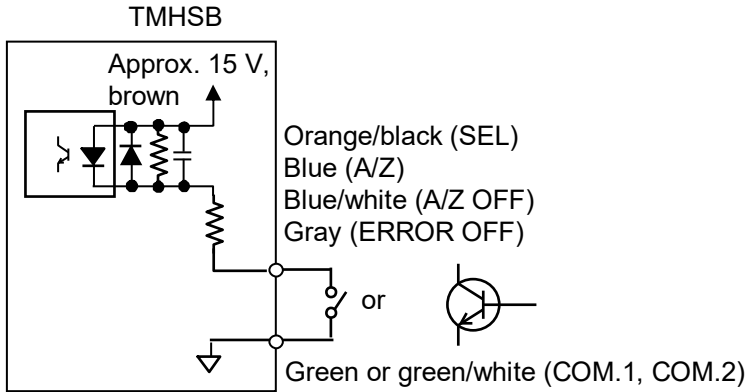 TMHSB
Approx. 15 V,
brown
Orange/black (SEL)
Blue (A/Z)
Blue/white (A/Z OFF)
Gray (ERROR OFF)
or
Green or green/white (COM.1, COM.2)